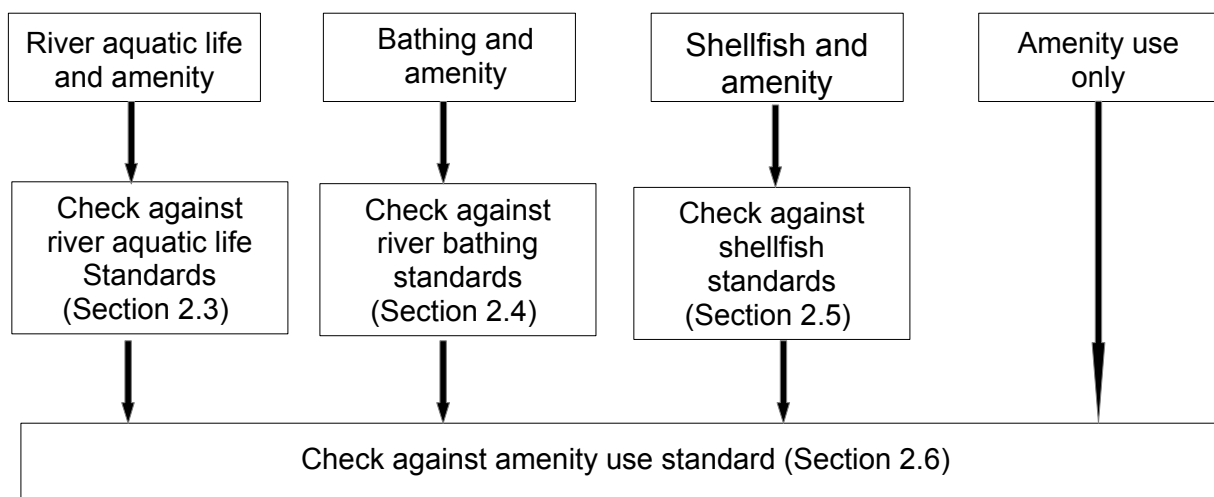 River aquatic life
and amenity
Bathing and
amenity
Shellfish and
amenity
Amenity use
only
Check against
river aquatic life
Standards
(Section 2.3)
Check against
river bathing
standards
(Section 2.4)
Check against
shellfish
standards
(Section 2.5)
Check against amenity use standard (Section 2.6)